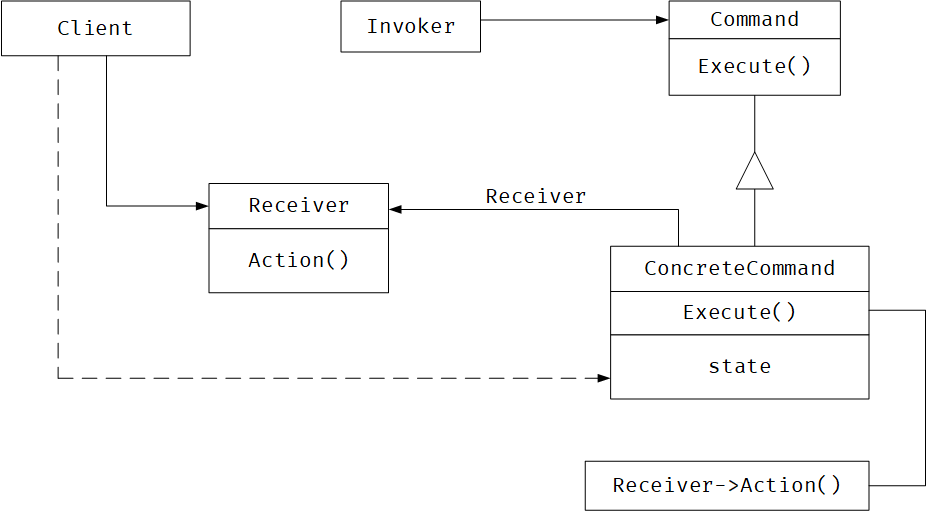 Client
Invoker
Command
Execute()
Receiver
Action()
Receiver
ConcreteCommand
Execute()
state
Receiver->Action()